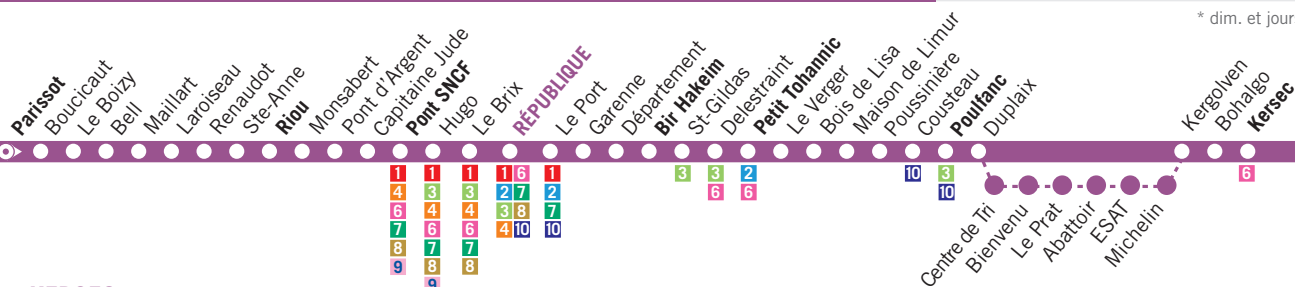 * dim. et jour
Parissot
Boucicaut
Le Boizy
Bell
Maillart
Laroiseau
Renaudot
Ste-Anne
Riou
Monsabert
Pont d'Argent
Capitaine Jude
Pont SNCF
Hugo
Le Brix
RÉPUBLIQUE
Le Port
Garenne
Département
Bir Hakeim
St-Gildas
Delestraint
Petit Tohannic
Le Verger
Bois de Lisa
Maison de Limur
Poussinière
Cousteau
Poulfanc
Duplaix
Kergolven
Bohalgo
Kersec
1 1 1 1 6 1 3 3 2 10 3 6
4 3 3 2 7 2 6 6 10
6 4 4 3 8 7
7 6 6 4 10 10
8 7 7
9 8 8
9
Centre de Tri
Bienvenu
Le Prat
Abattoir
ESAT
Michelin